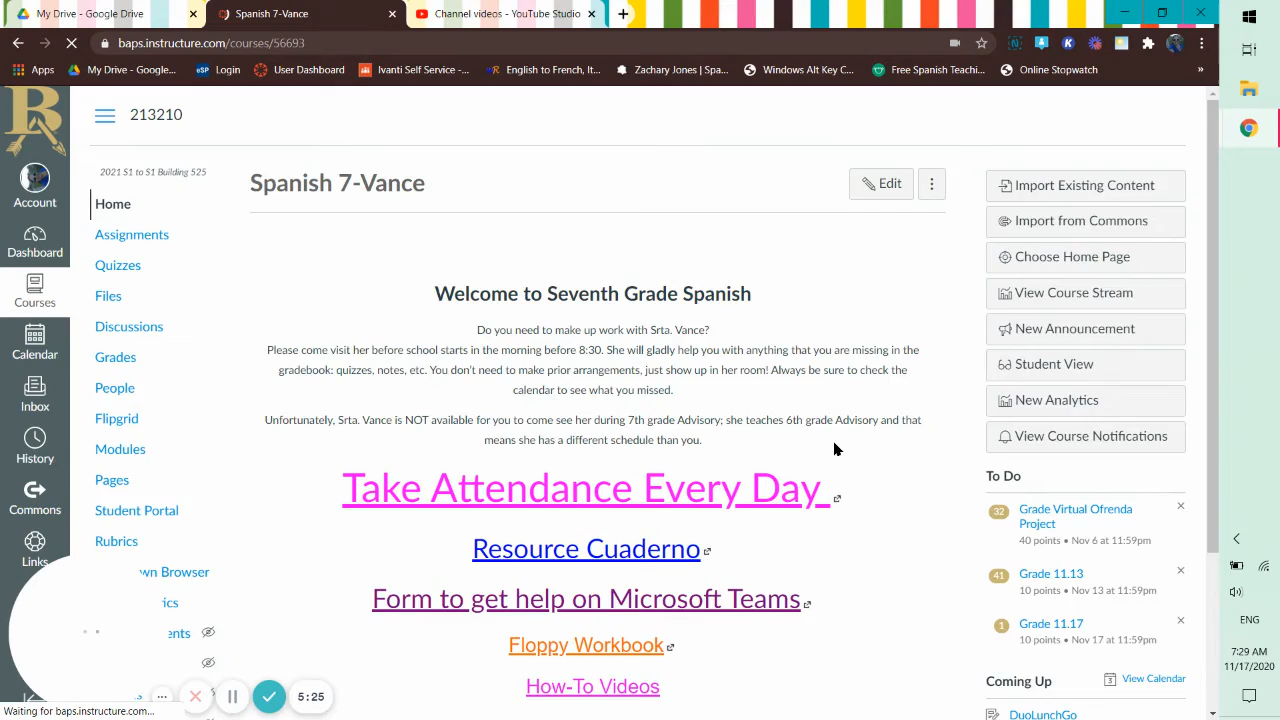 My Drive - Google Drive
Spanish 7-Vance
Channel videos - YouTube Studio
baps.instructure.com/courses/56693
Apps
My Drive - Google...
eSP Login
User Dashboard
Ivanti Self Service -...
English to French, It...
Zachary Jones | Spa...
Windows Alt Key C...
Free Spanish Teachi...
Online Stopwatch
»
B
213210
Account
Dashboard
Courses
Calendar
Inbox
History
Commons
Links
2021 S1 to S1 Building 525
Home
Assignments
Quizzes
Files
Discussions
Grades
People
Flipgrid
Modules
Pages
Student Portal
Rubrics
wn Browser
ics
ents
Spanish 7-Vance
Edit
Welcome to Seventh Grade Spanish
Do you need to make up work with Srta. Vance?
Please come visit her before school starts in the morning before 8:30. She will gladly help you with anything that you are missing in the
gradebook: quizzes, notes, etc. You don't need to make prior arrangements, just show up in her room! Always be sure to check the
calendar to see what you missed.
Unfortunately, Srta. Vance is NOT available for you to come see her during 7th grade Advisory; she teaches 6th grade Advisory and that
means she has a different schedule than you.
Take Attendance Every Day
Resource Cuaderno
Form to get help on Microsoft Teams
Floppy Workbook
How-To Videos
Import Existing Content
Import from Commons
Choose Home Page
View Course Stream
New Announcement
Student View
New Analytics
View Course Notifications
To Do
32
Grade Virtual Ofrenda
Project
40 points • Nov 6 at 11:59pm
41
Grade 11.13
10 points • Nov 13 at 11:59pm
1
Grade 11.17
10 points • Nov 17 at 11:59pm
Coming Up
View Calendar
DuoLunchGo
5:25
Waiting for baps.instructure.com...
ENG
7:29 AM
11/17/2020